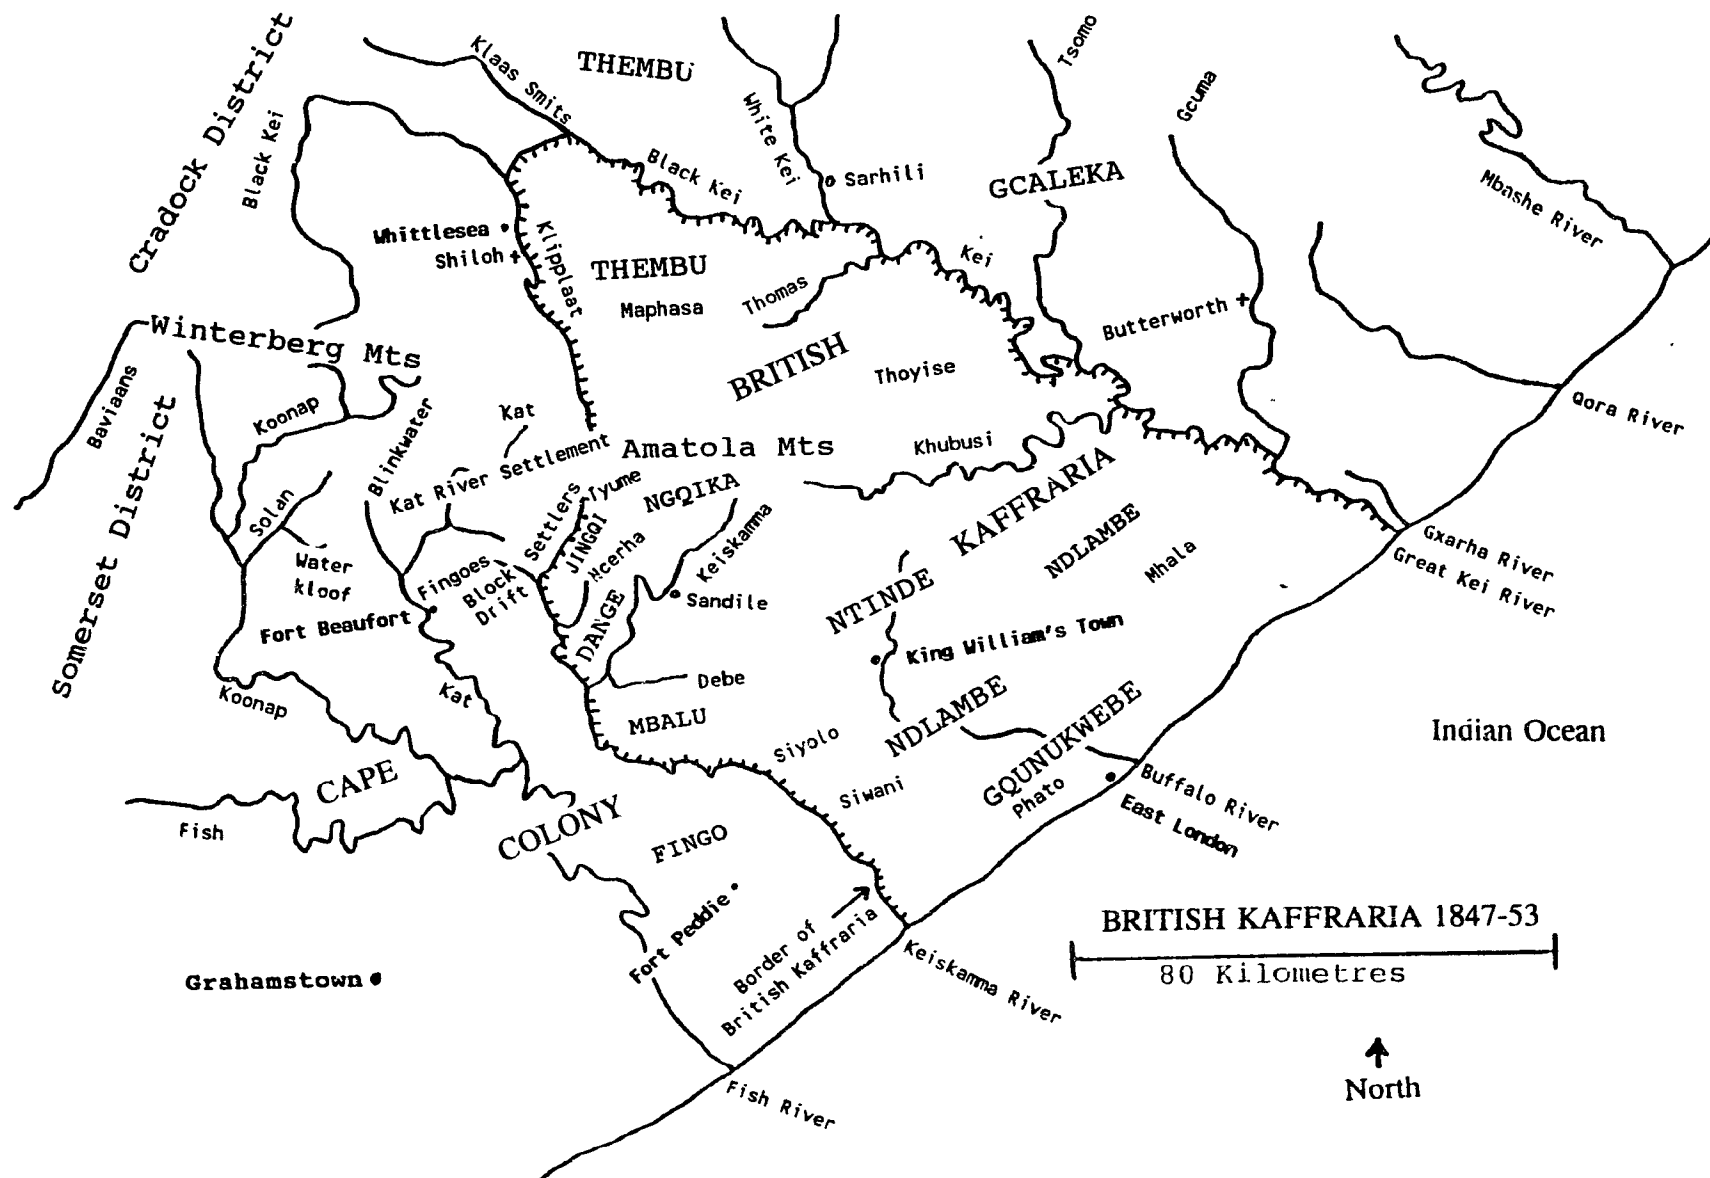 Cradock District
Black Kei
Klaas Smits
THEMBU
White Kei
Tsomo
Gcuma
Mbashe River
Black Kei
Sarhili
GCALEKA
Whittlesea
Shiloh
Klipplaat
THEMBU
Maphasa
Thomas
Kei
Butterworth
Qora River
Winterberg Mts
Baviaans
Somerset District
Koonap
Blinkwater
Kat
Kat River Settlement
BRITISH
Thoyise
Amatola Mts
Khubusi
Solan
Water
kloof
Fingoes
Block
Drift
Settlers
Tyume
JINGQI
Ncerha
NGQIKA
Keiskamma
KAFFRARIA
NDLAMBE
Mhala
Gxarha River
Great Kei River
Fort Beaufort
DANGE
Sandile
NTINDE
King William's Town
Koonap
Kat
Debe
MBALU
Siyolo
NDLAMBE
GQUNUKWEBE
Phato
Indian Ocean
CAPE
COLONY
Fish
Siwani
Buffalo River
East London
FINGO
Fort Peddie
Border of
British Kaffraria
Keiskamma River
BRITISH KAFFRARIA 1847-53
80 Kilometres
Grahamstown
North
Fish River